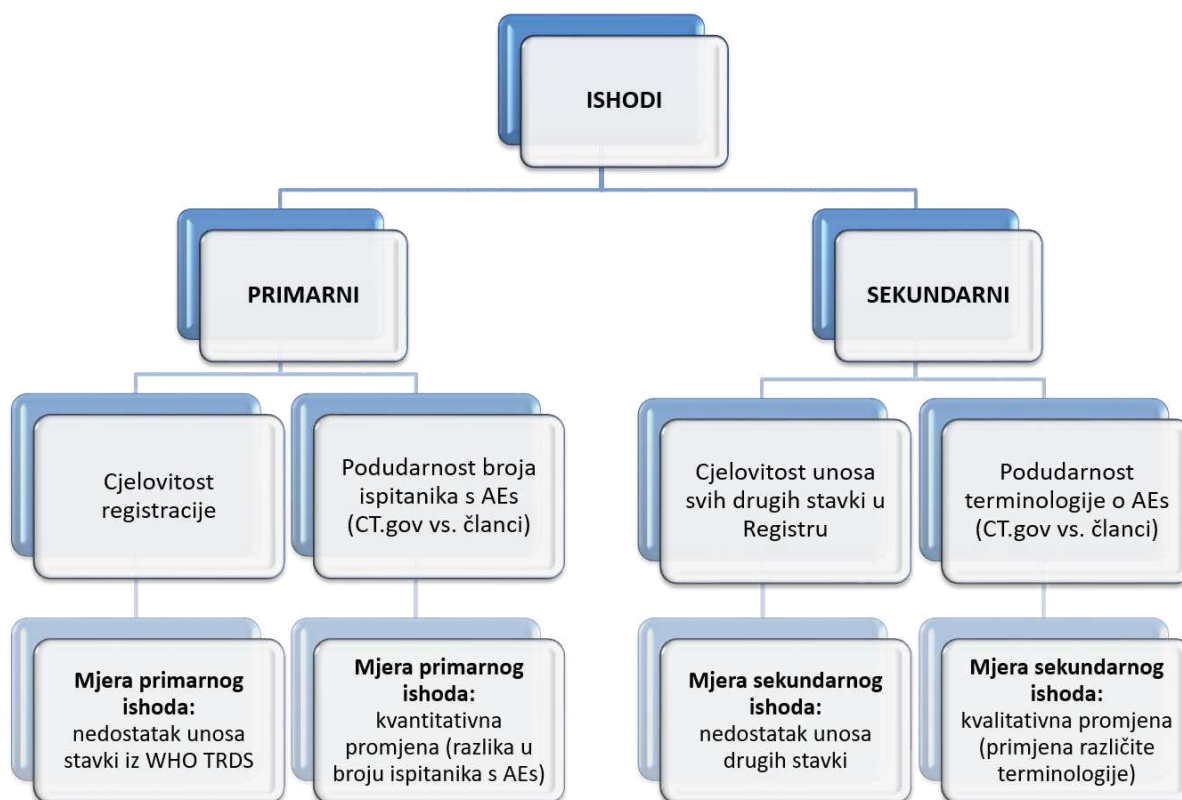 ISHODI
PRIMARNI
SEKUNDARNI
Cjelovitost
registracije
Podudarnost broja
ispitanika s AEs
(CT.gov vs. članci)
Cjelovitost unosa
svih drugih stavki u
Registru
Podudarnost
terminologije o AEs
(CT.gov vs. članci)
Mjera primarnog
ishoda:
nedostatak unosa
stavki iz WHO TRDS
Mjera primarnog
ishoda:
kvantitativna
promjena (razlika u
broju ispitanika s AEs)
Mjera sekundarnog
ishoda:
nedostatak unosa
drugih stavki
Mjera sekundarnog
ishoda:
kvalitativna promjena
(primjena različite
terminologije)